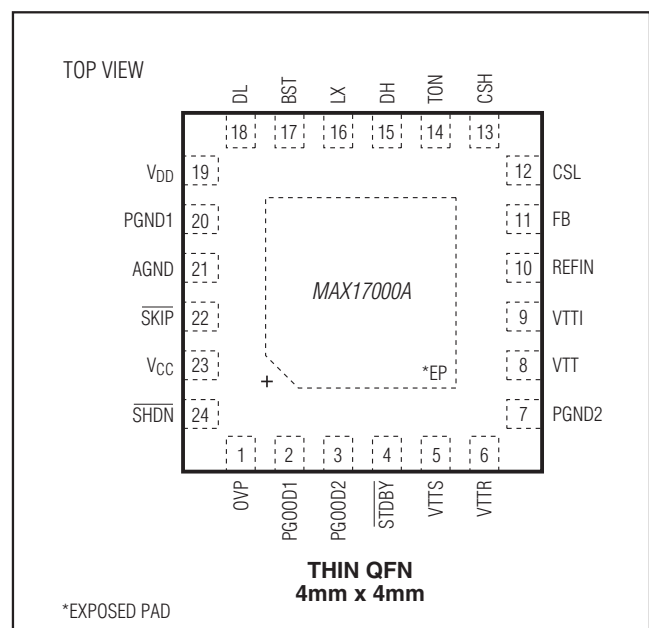 TOP VIEW
DL
BST
LX
DH
TON
CSH
18
17
16
15
14
13
VDD 19
12 CSL
PGND1 20
11 FB
AGND 21
10 REFIN
MAX17000A
SKIP 22
9 VTTI
VCC 23
8 VTT
*EP
+
SHDN 24
7 PGND2
1
2
3
4
5
6
OVP
PGOOD1
PGOOD2
STDBY
VTTS
VTTR
THIN QFN
4mm x 4mm
*EXPOSED PAD